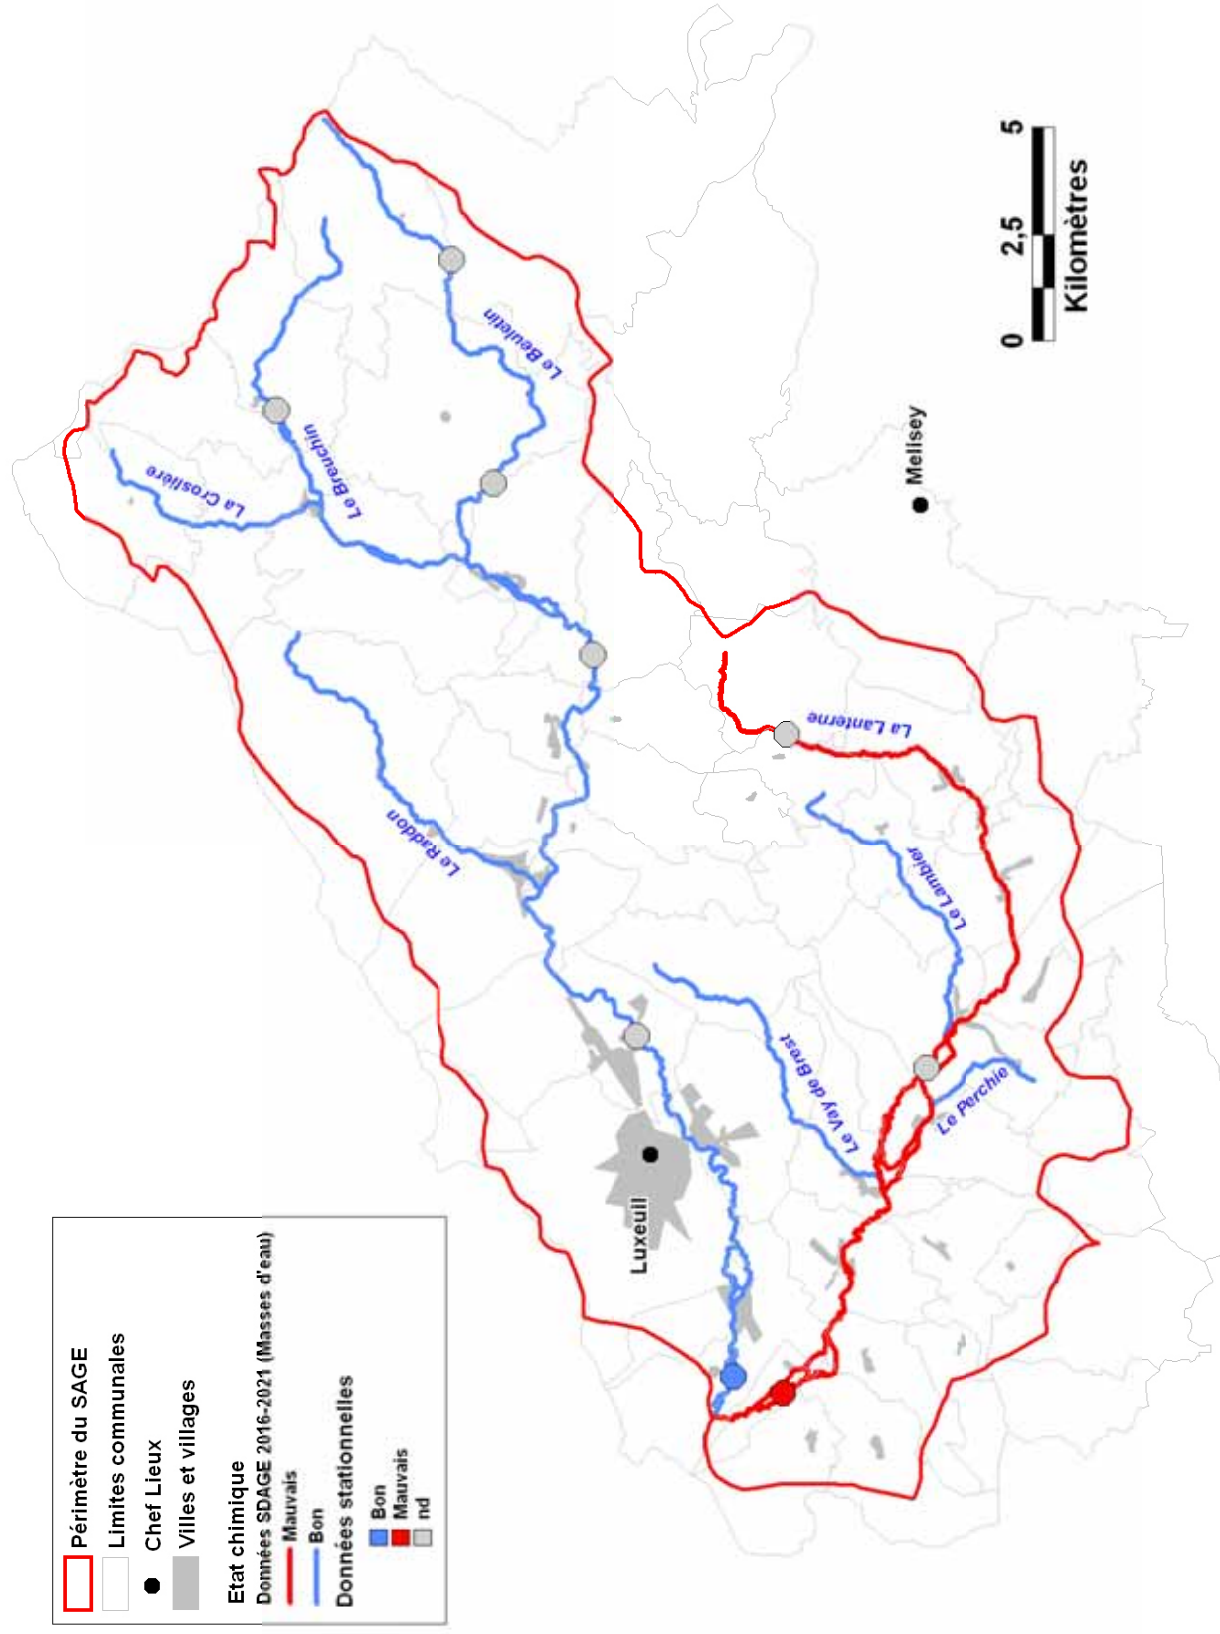 Périmètre du SAGE
Limites communales
Chef Lieux
Villes et villages
Etat chimique
Données SDAGE 2016-2021 (Masses d'eau)
Mauvais
Bon
Données stationnelles
Bon
Mauvais
nd
Luxeuil
Melisey
La Croslière
Le Breuchin
Le Beuletin
Le Raddon
La Lanterne
Le Lambier
Le Vay de Brest
Le Perchie
0 2,5 5
Kilomètres